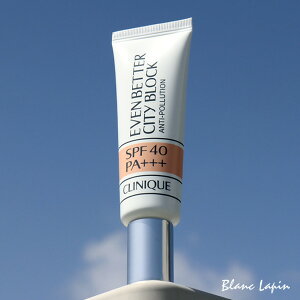 EVEN BETTER
CITY BLOCK
ANTI-POLLUTION
SPF 40
PA+++
CLINIQUE
Blanc Lapin